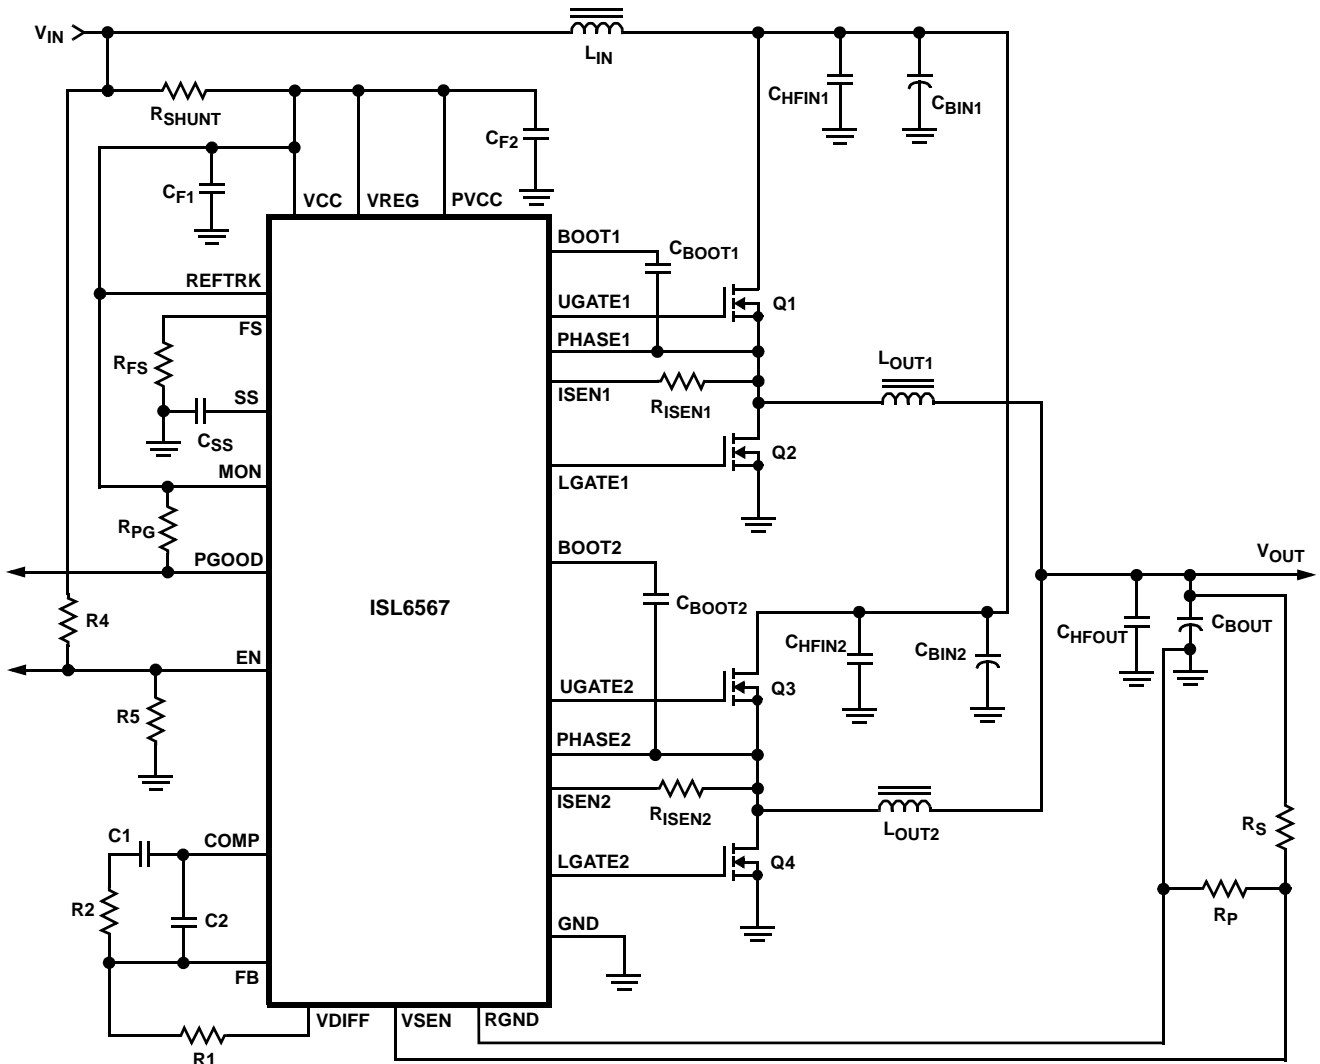 VIN
LIN
RSHUNT
CHFIN1
CBIN1
CF2
CF1
VCC VREG PVCC
BOOT1
CBOOT1
REFTRK
UGATE1
Q1
FS
PHASE1
RFS
LOUT1
ISEN1
SS
RISEN1
CSS
Q2
MON
LGATE1
RPG
BOOT2
PGOOD
VOUT
ISL6567
CBOOT2
R4
CHFOUT
CBOUT
CHFIN2
CBIN2
EN
UGATE2
Q3
R5
PHASE2
ISEN2
RISEN2
LOUT2
RS
C1
COMP
LGATE2
Q4
R2
C2
RP
GND
FB
VDIFF VSEN RGND
R1